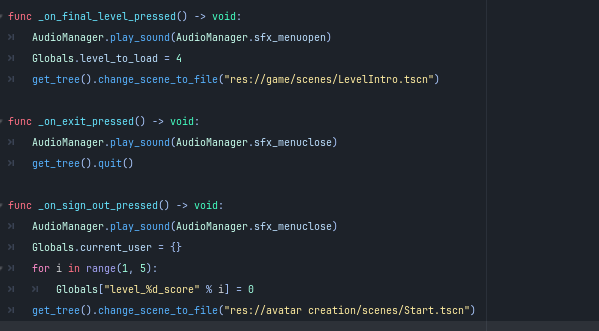 func _on_final_level_pressed() -> void:
AudioManager.play_sound(AudioManager.sfx_menuopen)
Globals.level_to_load = 4
get_tree().change_scene_to_file("res://game/scenes/LevelIntro.tscn")
func _on_exit_pressed() -> void:
AudioManager.play_sound(AudioManager.sfx_menuclose)
get_tree().quit()
func _on_sign_out_pressed() -> void:
AudioManager.play_sound(AudioManager.sfx_menuclose)
Globals.current_user = {}
for i in range(1, 5):
Globals["level_%d_score" % i] = 0
get_tree().change_scene_to_file("res://avatar creation/scenes/Start.tscn")